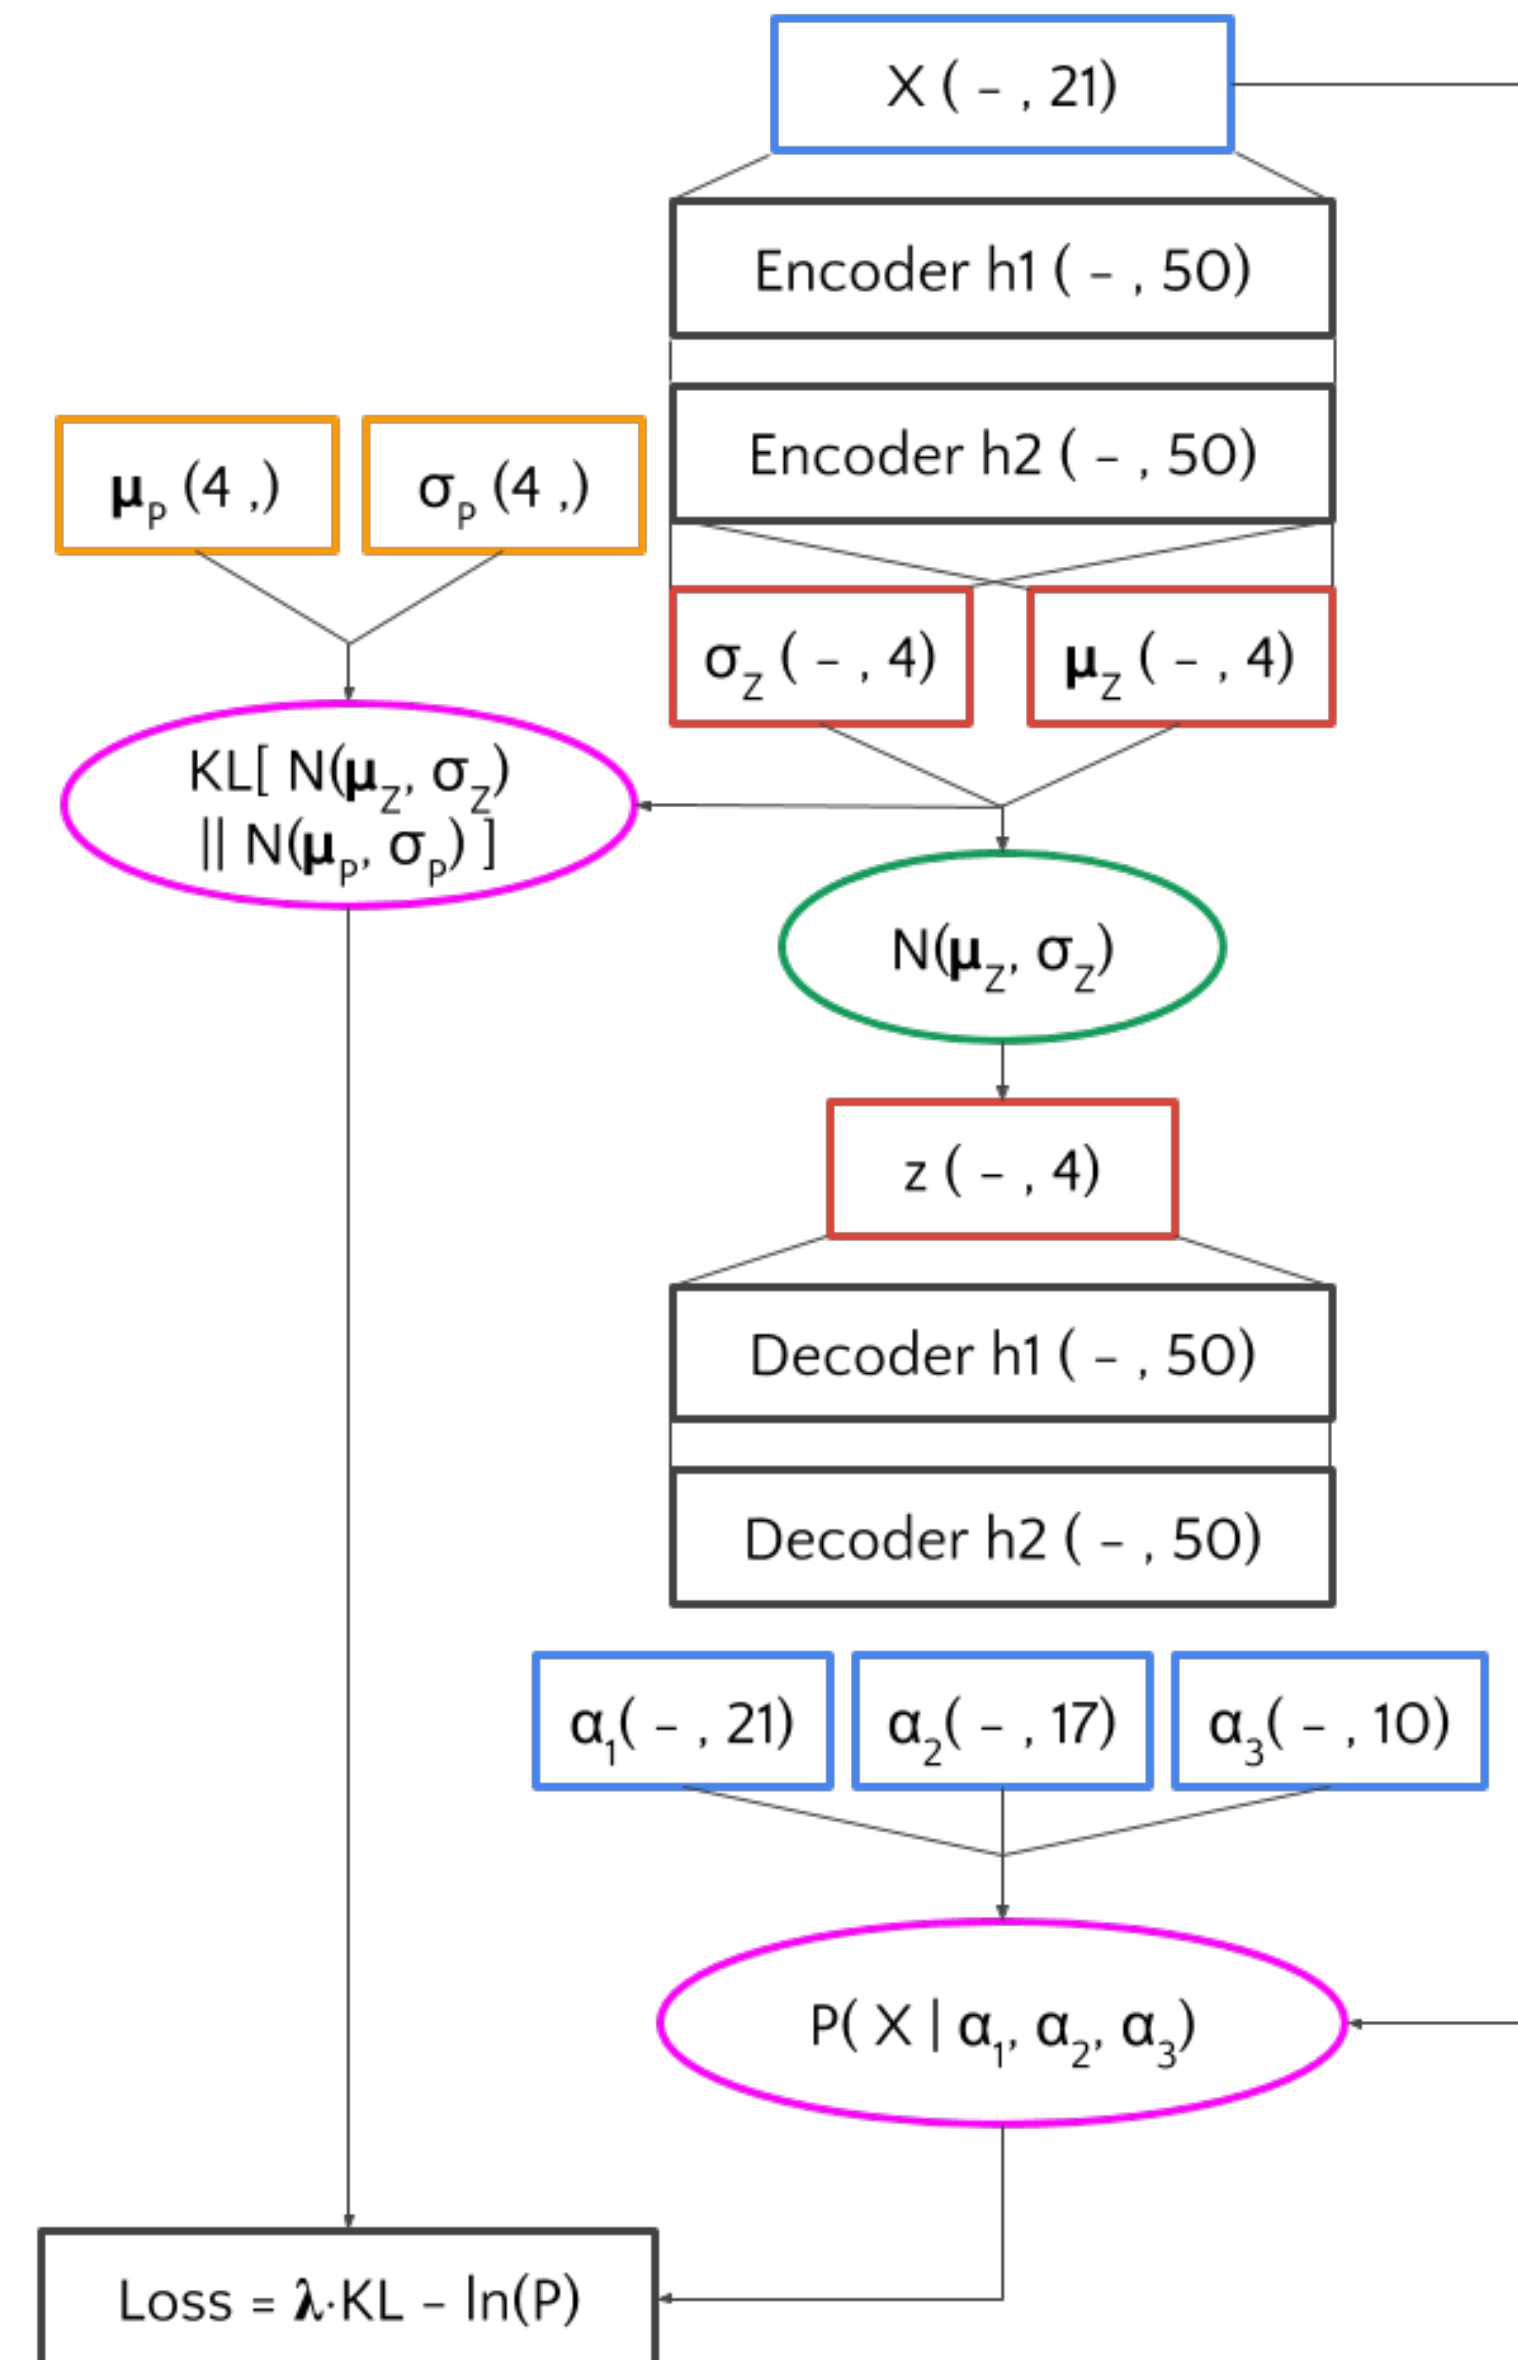 X ( – , 21)
Encoder h1 ( – , 50)
Encoder h2 ( – , 50)
μP (4 ,)
σP (4 ,)
σZ ( – , 4)
μZ ( – , 4)
KL[ N(μZ, σZ)
|| N(μP, σP) ]
N(μZ, σZ)
z ( – , 4)
Decoder h1 ( – , 50)
Decoder h2 ( – , 50)
α1( – , 21)
α2( – , 17)
α3( – , 10)
P( X | α1, α2, α3)
Loss = λ·KL – ln(P)